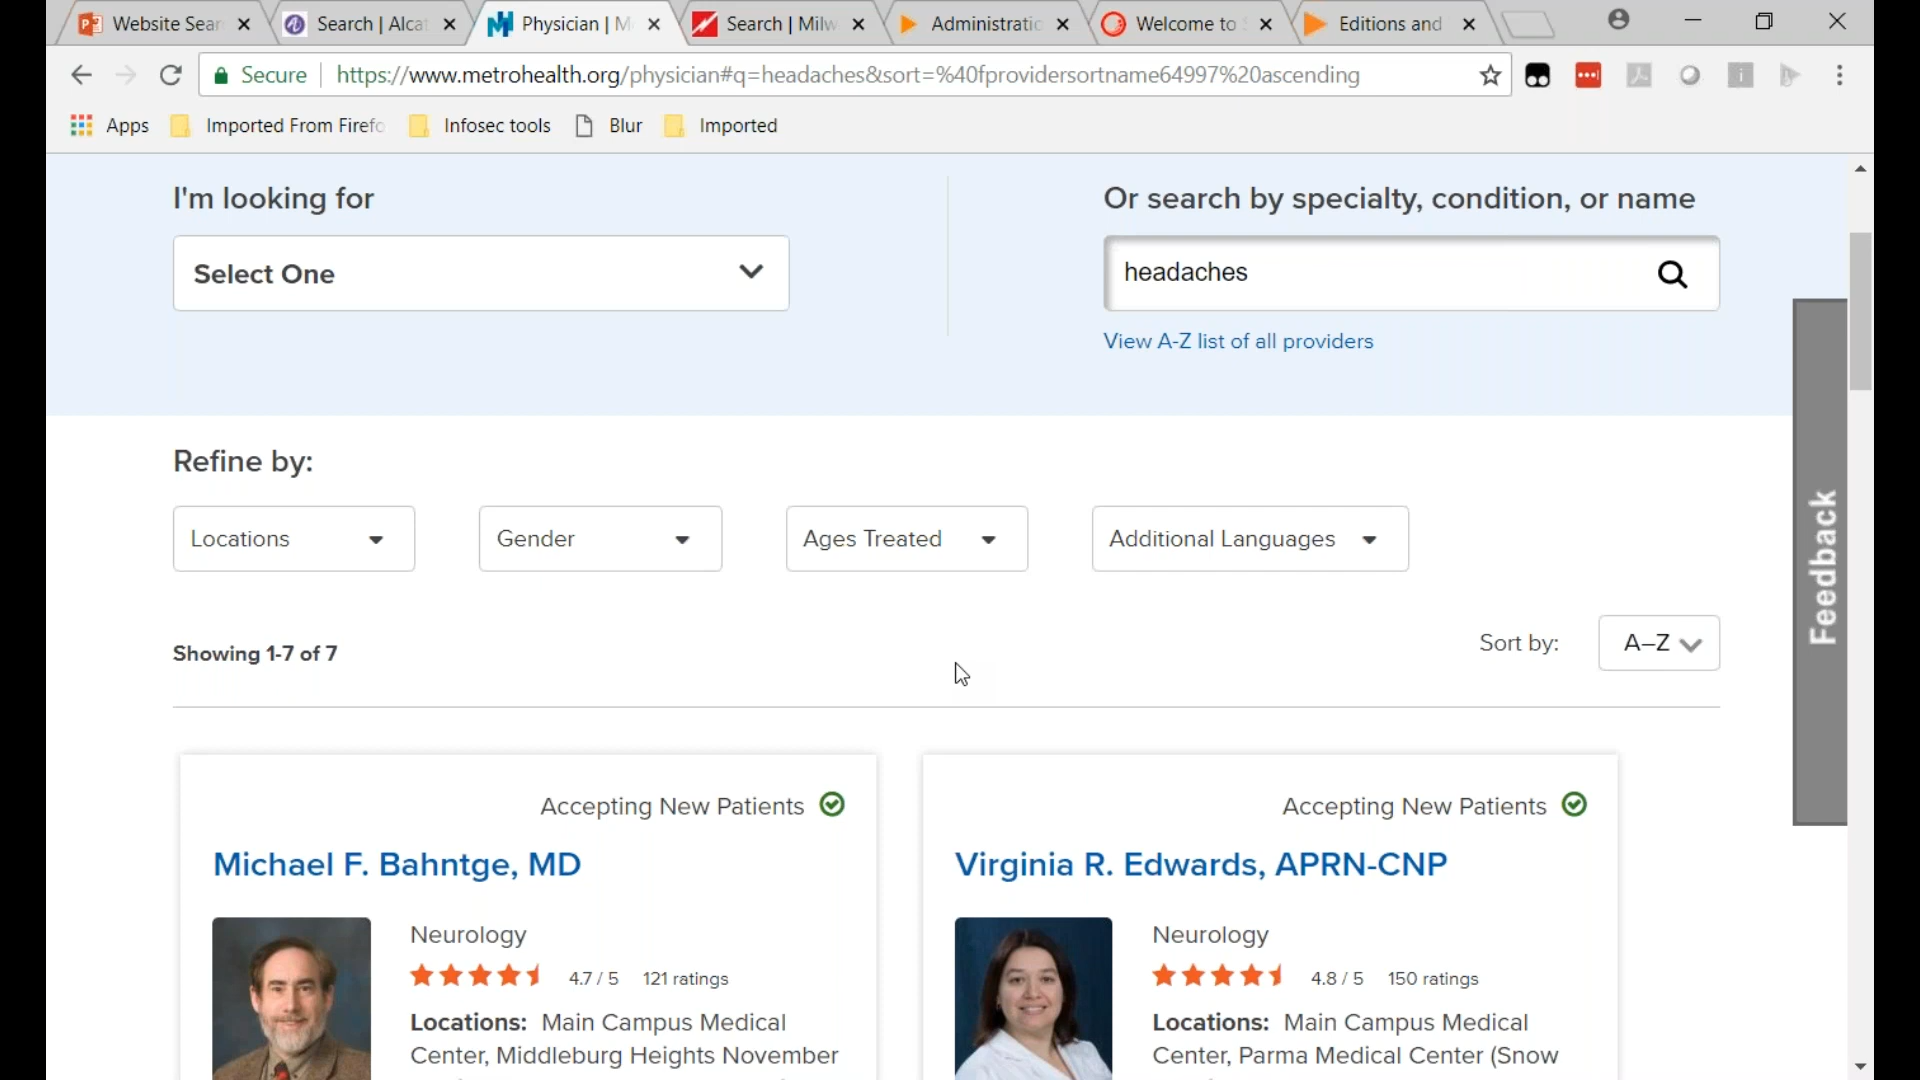 Website Sear
Search | Alcat
Physician | M
Search | Milw
Administratio
Welcome to S
Editions and
Secure
https://www.metrohealth.org/physician#q=headaches&sort=%40fprovidersortname64997%20ascending
Apps
Imported From Firefo
Infosec tools
Blur
Imported
I'm looking for
Or search by specialty, condition, or name
Select One
headaches
View A-Z list of all providers
Refine by:
Locations
Gender
Ages Treated
Additional Languages
Feedback
Showing 1-7 of 7
Sort by:
A–Z
Accepting New Patients
Michael F. Bahntge, MD
Neurology
4.7 / 5 121 ratings
Locations: Main Campus Medical
Center, Middleburg Heights November
Accepting New Patients
Virginia R. Edwards, APRN-CNP
Neurology
4.8 / 5 150 ratings
Locations: Main Campus Medical
Center, Parma Medical Center (Snow